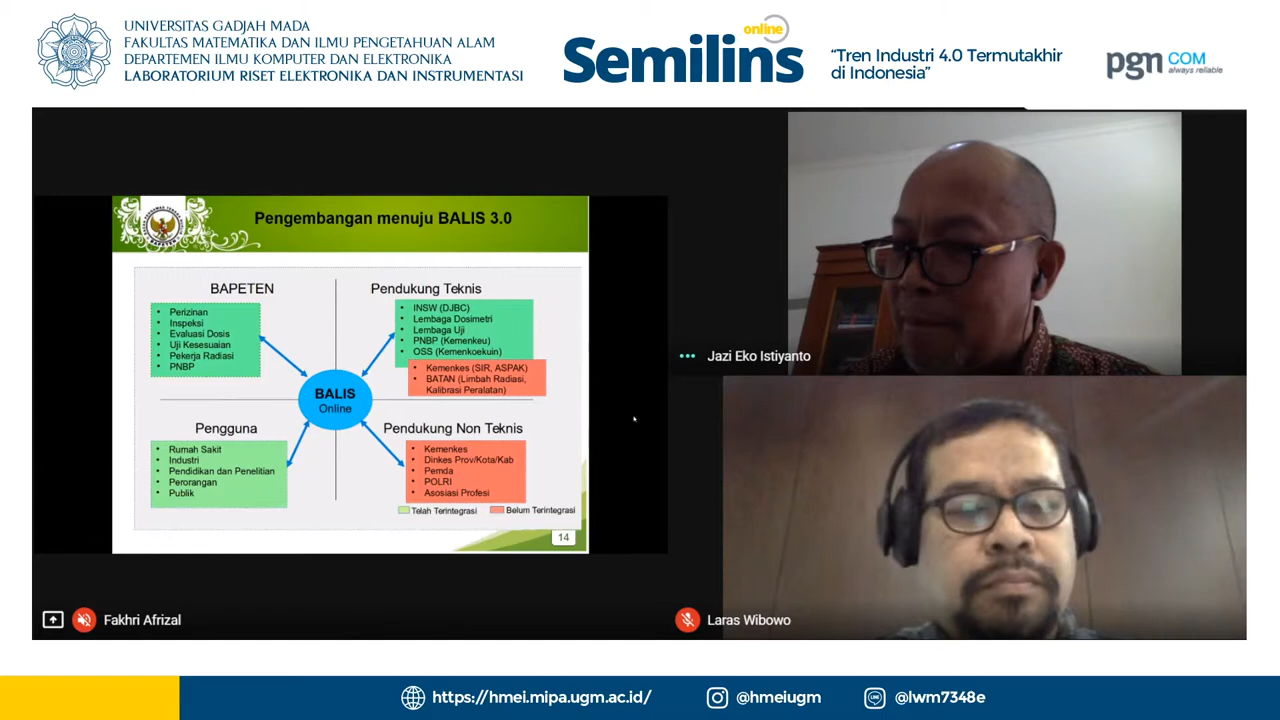 UNIVERSITAS GADJAH MADA
FAKULTAS MATEMATIKA DAN ILMU PENGETAHUAN ALAM
DEPARTEMEN ILMU KOMPUTER DAN ELEKTRONIKA
LABORATORIUM RISET ELEKTRONIKA DAN INSTRUMENTASI
online
Semilins
“Tren Industri 4.0 Termutakhir
di Indonesia”
pgn COM
always reliable
Pengembangan menuju BALIS 3.0
BAPETEN
• Perizinan
• Inspeksi
• Evaluasi Dosis
• Uji Kesesuaian
• Pekerja Radiasi
• PNBP
Pendukung Teknis
• INSW (DJBC)
• Lembaga Dosimetri
• Lembaga Uji
• PNBP (Kemenkeu)
• OSS (Kemenkoekuin)
• Kemenkes (SIR, ASPAK)
• BATAN (Limbah Radiasi,
Kalibrasi Peralatan)
BALIS
Online
Pengguna
• Rumah Sakit
• Industri
• Pendidikan dan Penelitian
• Perorangan
• Publik
Pendukung Non Teknis
• Kemenkes
• Dinkes Prov/Kota/Kab
• Pemda
• POLRI
• Asosiasi Profesi
Telah Terintegrasi
Belum Terintegrasi
14
Jazi Eko Istiyanto
Fakhri Afrizal
Laras Wibowo
https://hmei.mipa.ugm.ac.id/
@hmeiugm
@lwm7348e